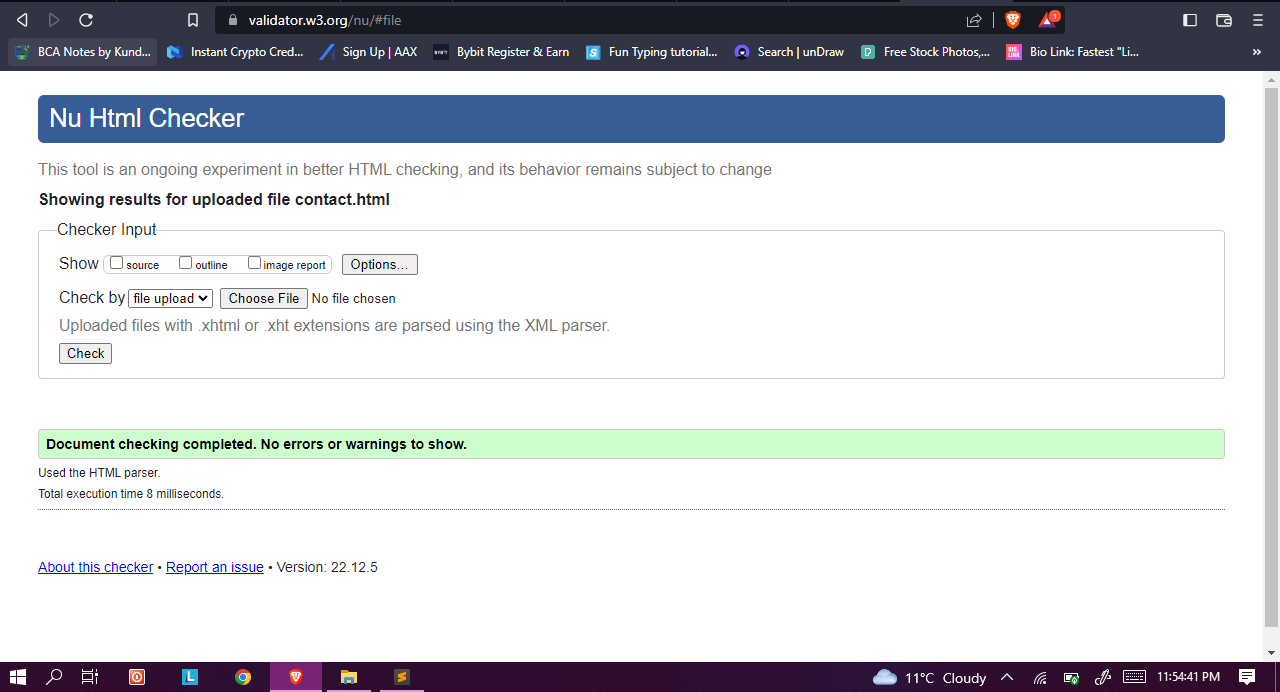 validator.w3.org/nu/#file
1
BCA Notes by Kund... Instant Crypto Cred... Sign Up | AAX Bybit Register & Earn Fun Typing tutorial... Search | unDraw Free Stock Photos,... Bio Link: Fastest "Li... »
Nu Html Checker
This tool is an ongoing experiment in better HTML checking, and its behavior remains subject to change
Showing results for uploaded file contact.html
Checker Input
Show source outline image report Options...
Check by file upload Choose File No file chosen
Uploaded files with .xhtml or .xht extensions are parsed using the XML parser.
Check
Document checking completed. No errors or warnings to show.
Used the HTML parser.
Total execution time 8 milliseconds.
About this checker • Report an issue • Version: 22.12.5
11°C Cloudy 11:54:41 PM